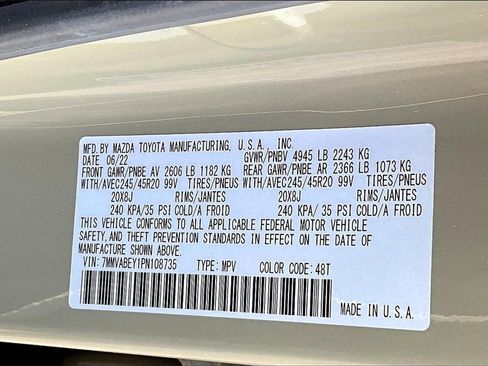 MFD. BY MAZDA TOYOTA MANUFACTURING, U.S.A., INC.
DATE 06/22 GVWR/PNBV 4945 LB 2243 KG
FRONT GAWR/PNBE AV 2606 LB 1182 KG REAR GAWR/PNBE AR 2366 LB 1073 KG
WITH/AVEC245/45R20 99V TIRES/PNEUS WITH/AVEC245/45R20 99V TIRES/PNEUS
20X8J RIMS/JANTES 20X8J RIMS/JANTES
240 KPA/ 35 PSI COLD/A FROID 240 KPA/ 35 PSI COLD/A FROID
THIS VEHICLE CONFORMS TO ALL APPLICABLE FEDERAL MOTOR VEHICLE
SAFETY, AND THEFT PREVENTION STANDARDS IN EFFECT ON THE DATE OF
MANUFACTURE SHOWN ABOVE.
VIN: 7MMVABEY1PN108735 TYPE: MPV COLOR CODE: 48T
MADE IN U.S.A.